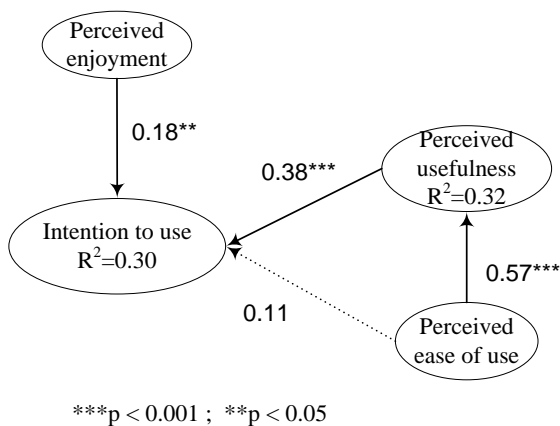 Perceived
enjoyment
0.18**
Perceived
usefulness
R²=0.32
0.38***
Intention to use
R²=0.30
0.57***
0.11
Perceived
ease of use
***p < 0.001 ; **p < 0.05